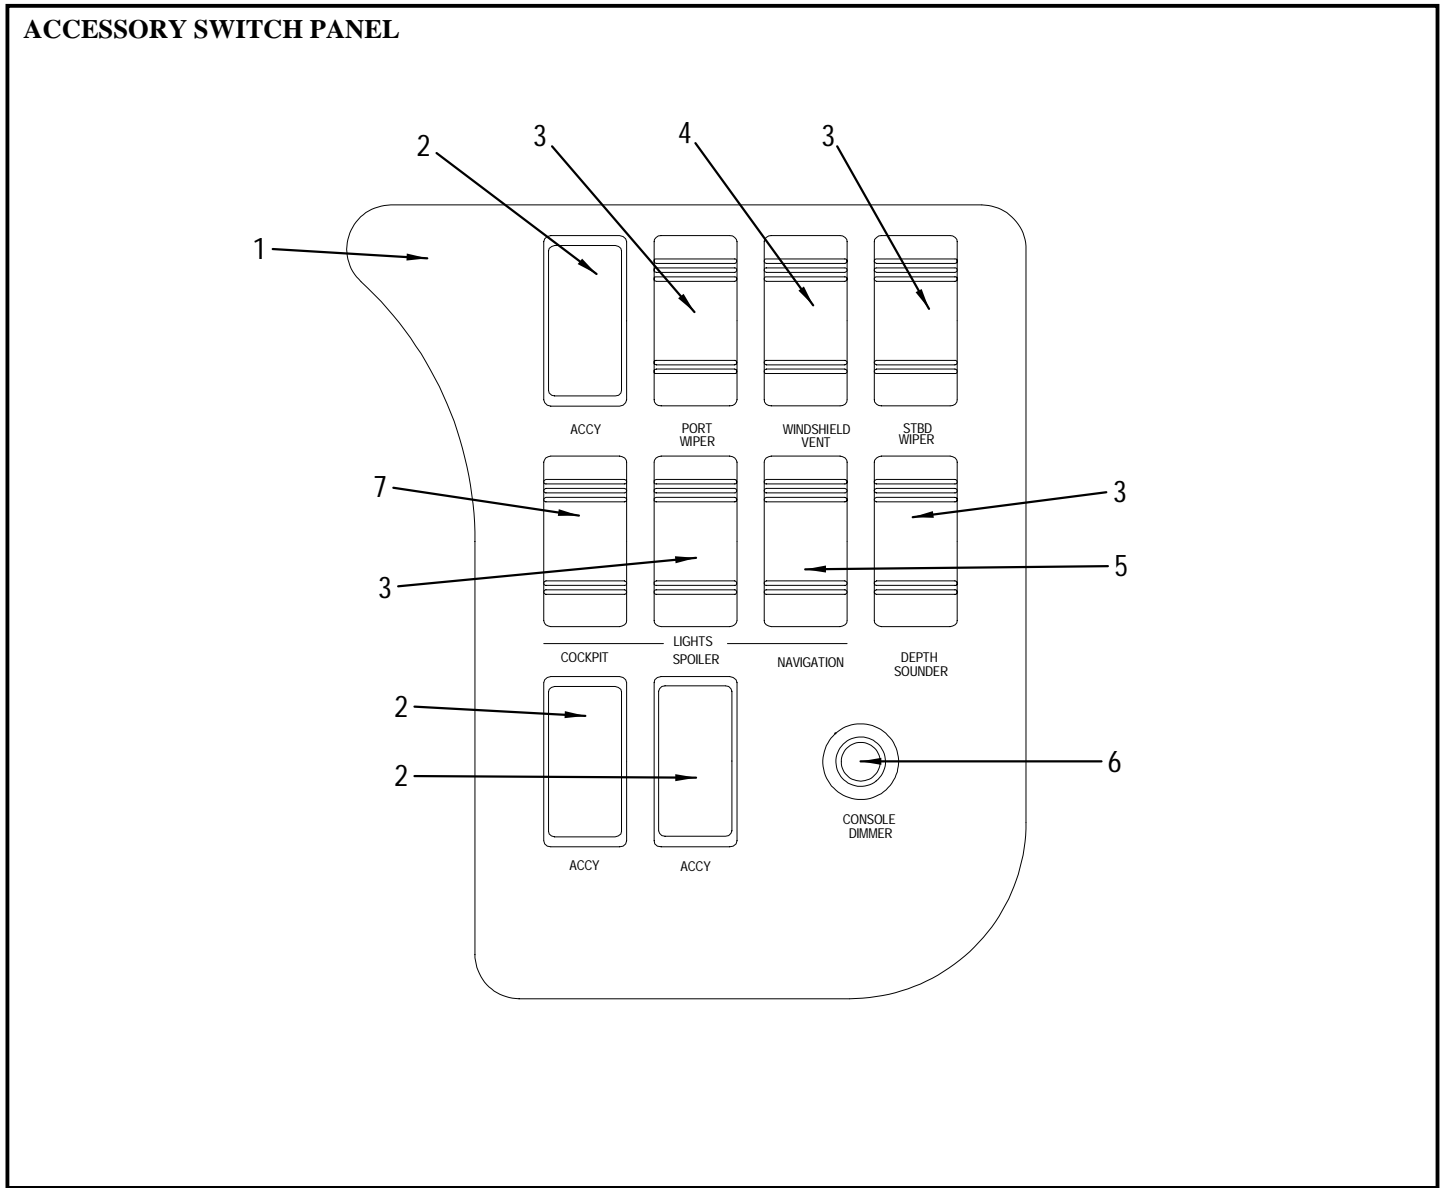 ACCESSORY SWITCH PANEL
2
3
4
3
1
ACCY
PORT
WIPER
WINDSHIELD
VENT
STBD
WIPER
7
3
3
5
LIGHTS
COCKPIT
SPOILER
NAVIGATION
DEPTH
SOUNDER
2
2
6
CONSOLE
DIMMER
ACCY
ACCY